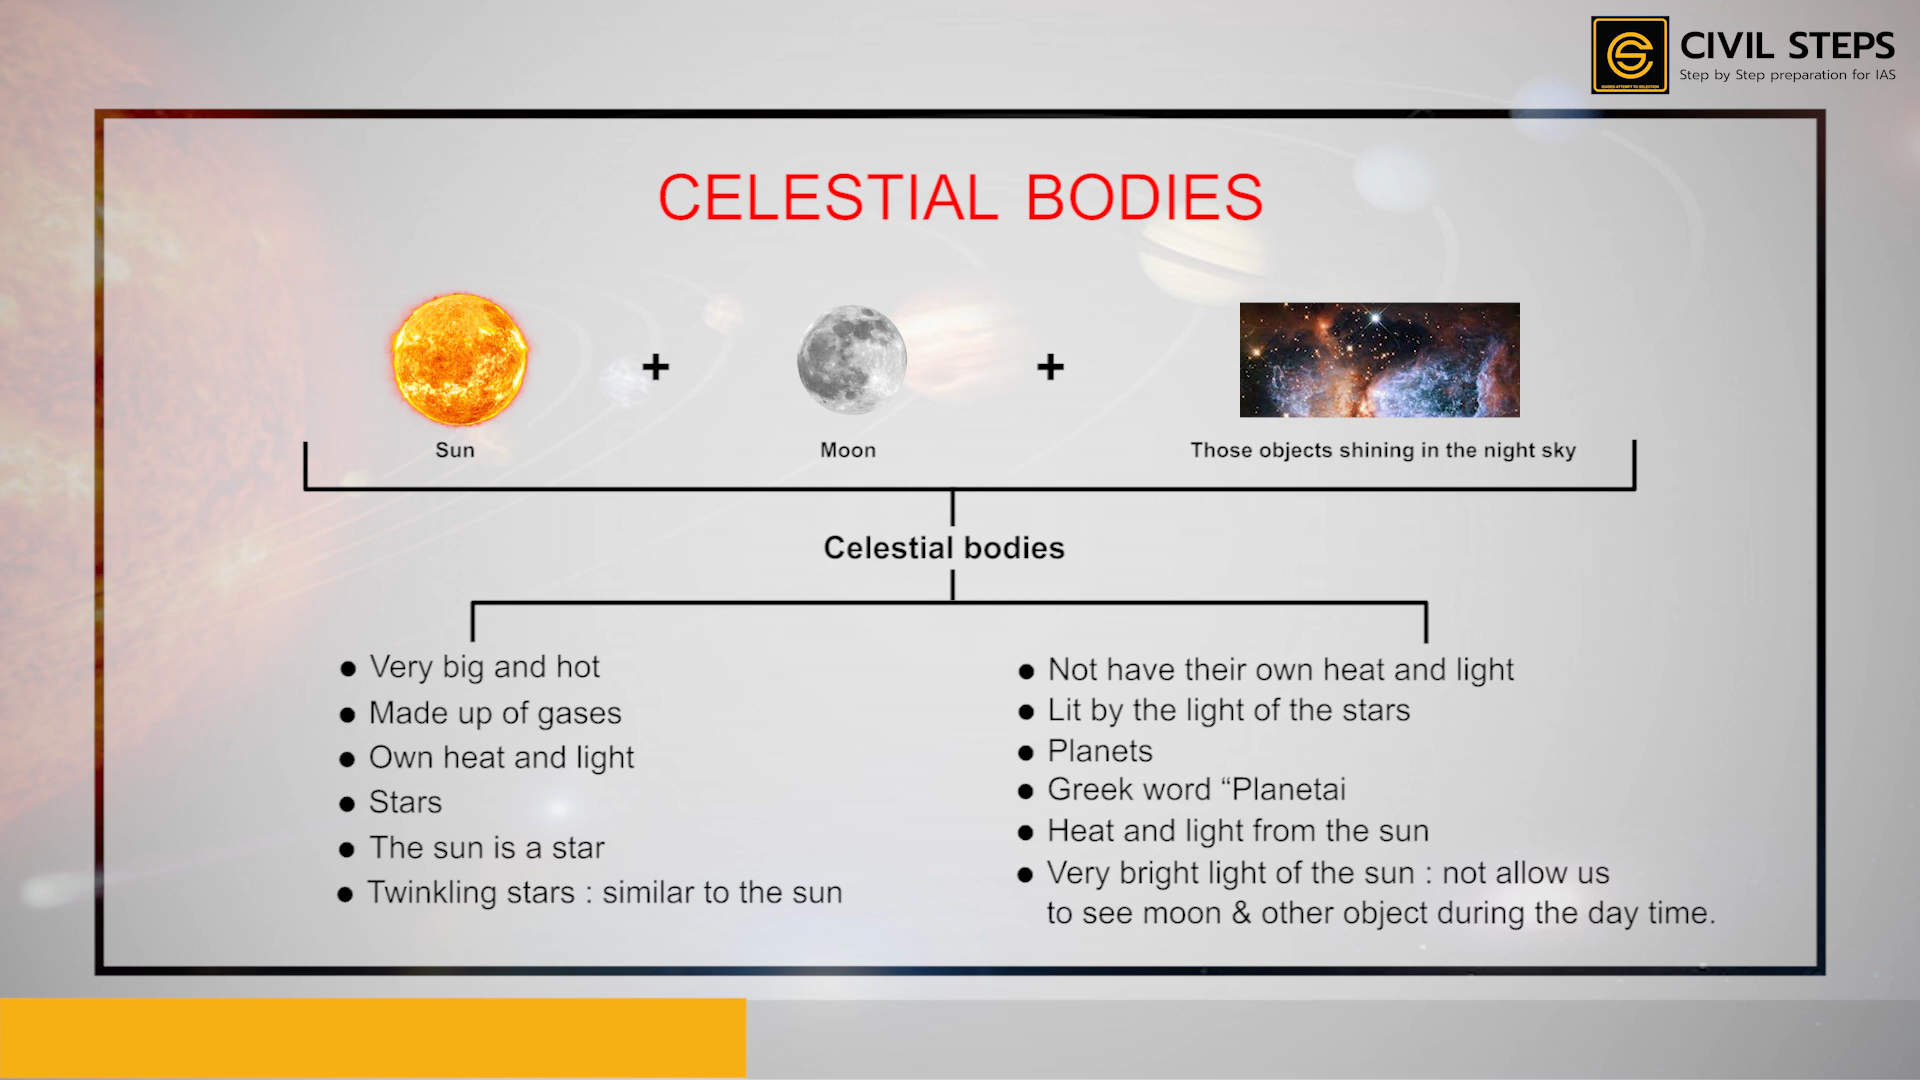 CIVIL STEPS
Step by Step preparation for IAS
CELESTIAL BODIES
+
+
Sun
Moon
Those objects shining in the night sky
Celestial bodies
● Very big and hot
● Made up of gases
● Own heat and light
● Stars
● The sun is a star
● Twinkling stars : similar to the sun
● Not have their own heat and light
● Lit by the light of the stars
● Planets
● Greek word “Planetai
● Heat and light from the sun
● Very bright light of the sun : not allow us
to see moon & other object during the day time.